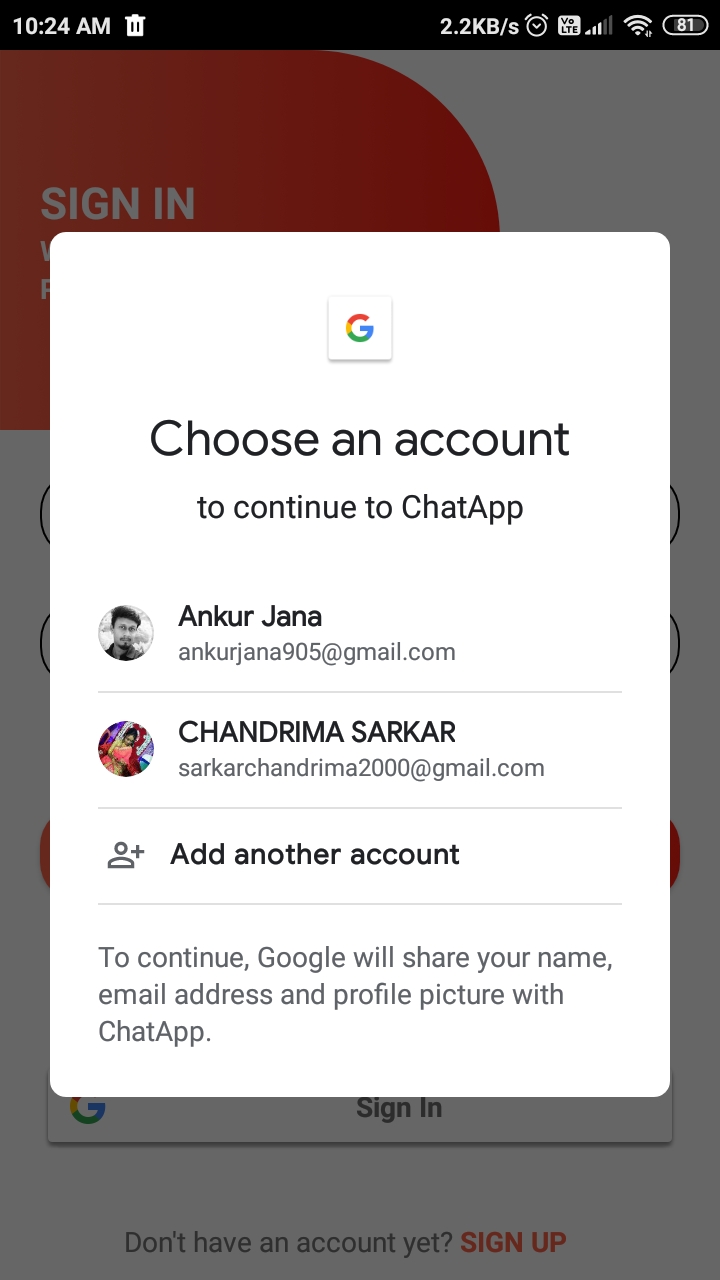 10:24 AM
2.2KB/s
Vo
LTE
81
SIGN IN
Choose an account
to continue to ChatApp
Ankur Jana
ankurjana905@gmail.com
CHANDRIMA SARKAR
sarkarchandrima2000@gmail.com
Add another account
To continue, Google will share your name,
email address and profile picture with
ChatApp.
Sign In
Don't have an account yet? SIGN UP